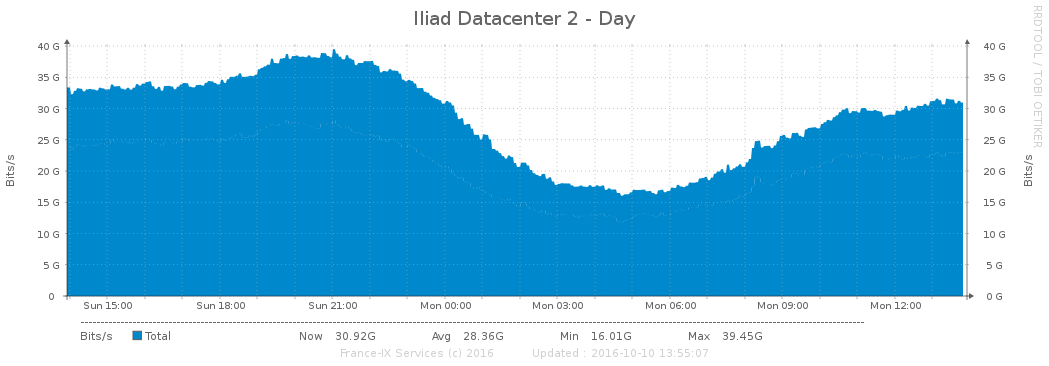 Iliad Datacenter 2 - Day
RRDTOOL / TOBI OETIKER
Bits/s
40 G 40 G
35 G 35 G
30 G 30 G
25 G 25 G
20 G 20 G
15 G 15 G
10 G 10 G
5 G 5 G
0 0 G
Bits/s
Sun 15:00 Sun 18:00 Sun 21:00 Mon 00:00 Mon 03:00 Mon 06:00 Mon 09:00 Mon 12:00
Bits/s Total Now 30.92G Avg 28.36G Min 16.01G Max 39.45G
France-IX Services (c) 2016 Updated : 2016-10-10 13:55:07